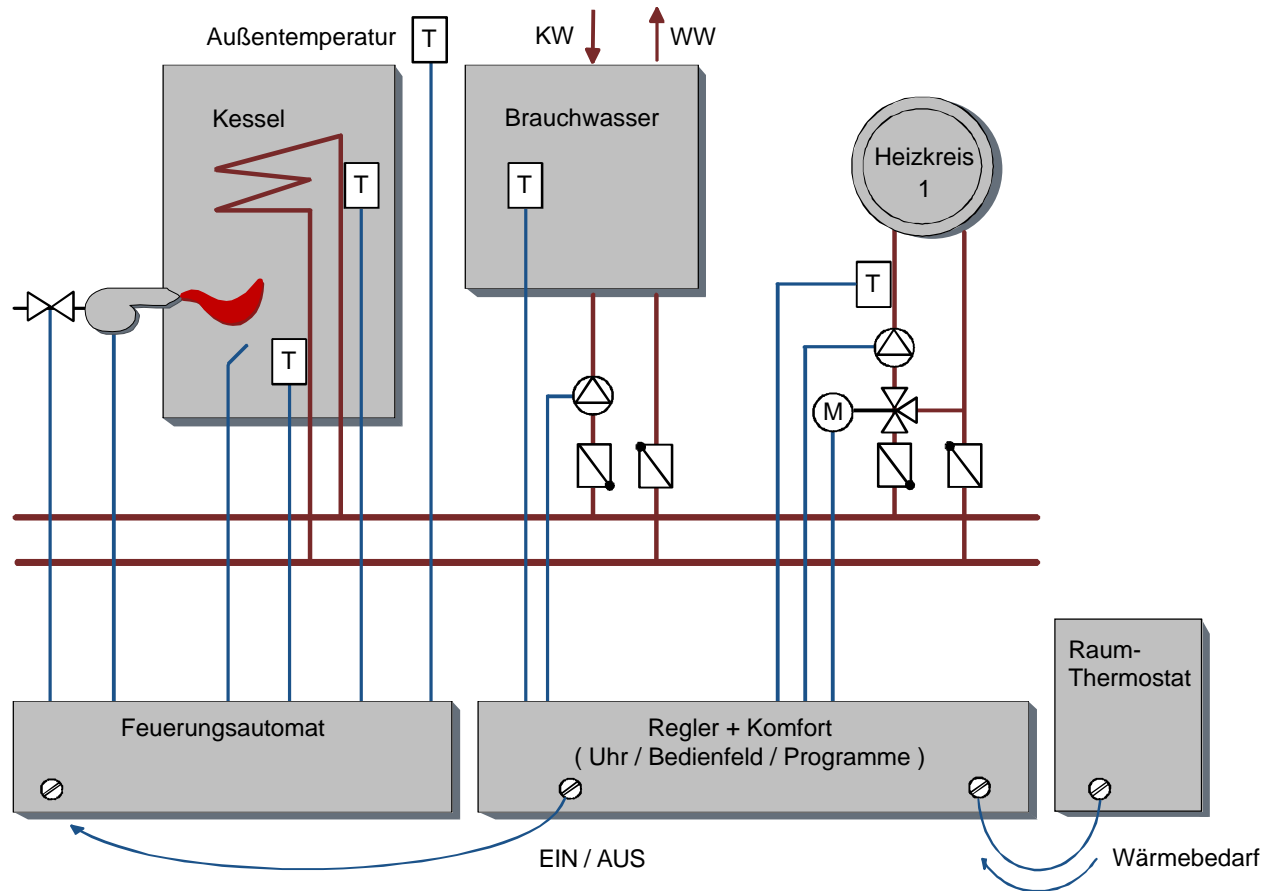 Außentemperatur
T
KW
WW
Kessel
Brauchwasser
Heizkreis
1
T
T
T
T
M
Raum-
Thermostat
Feuerungsautomat
Regler + Komfort
( Uhr / Bedienfeld / Programme )
EIN / AUS
Wärmebedarf